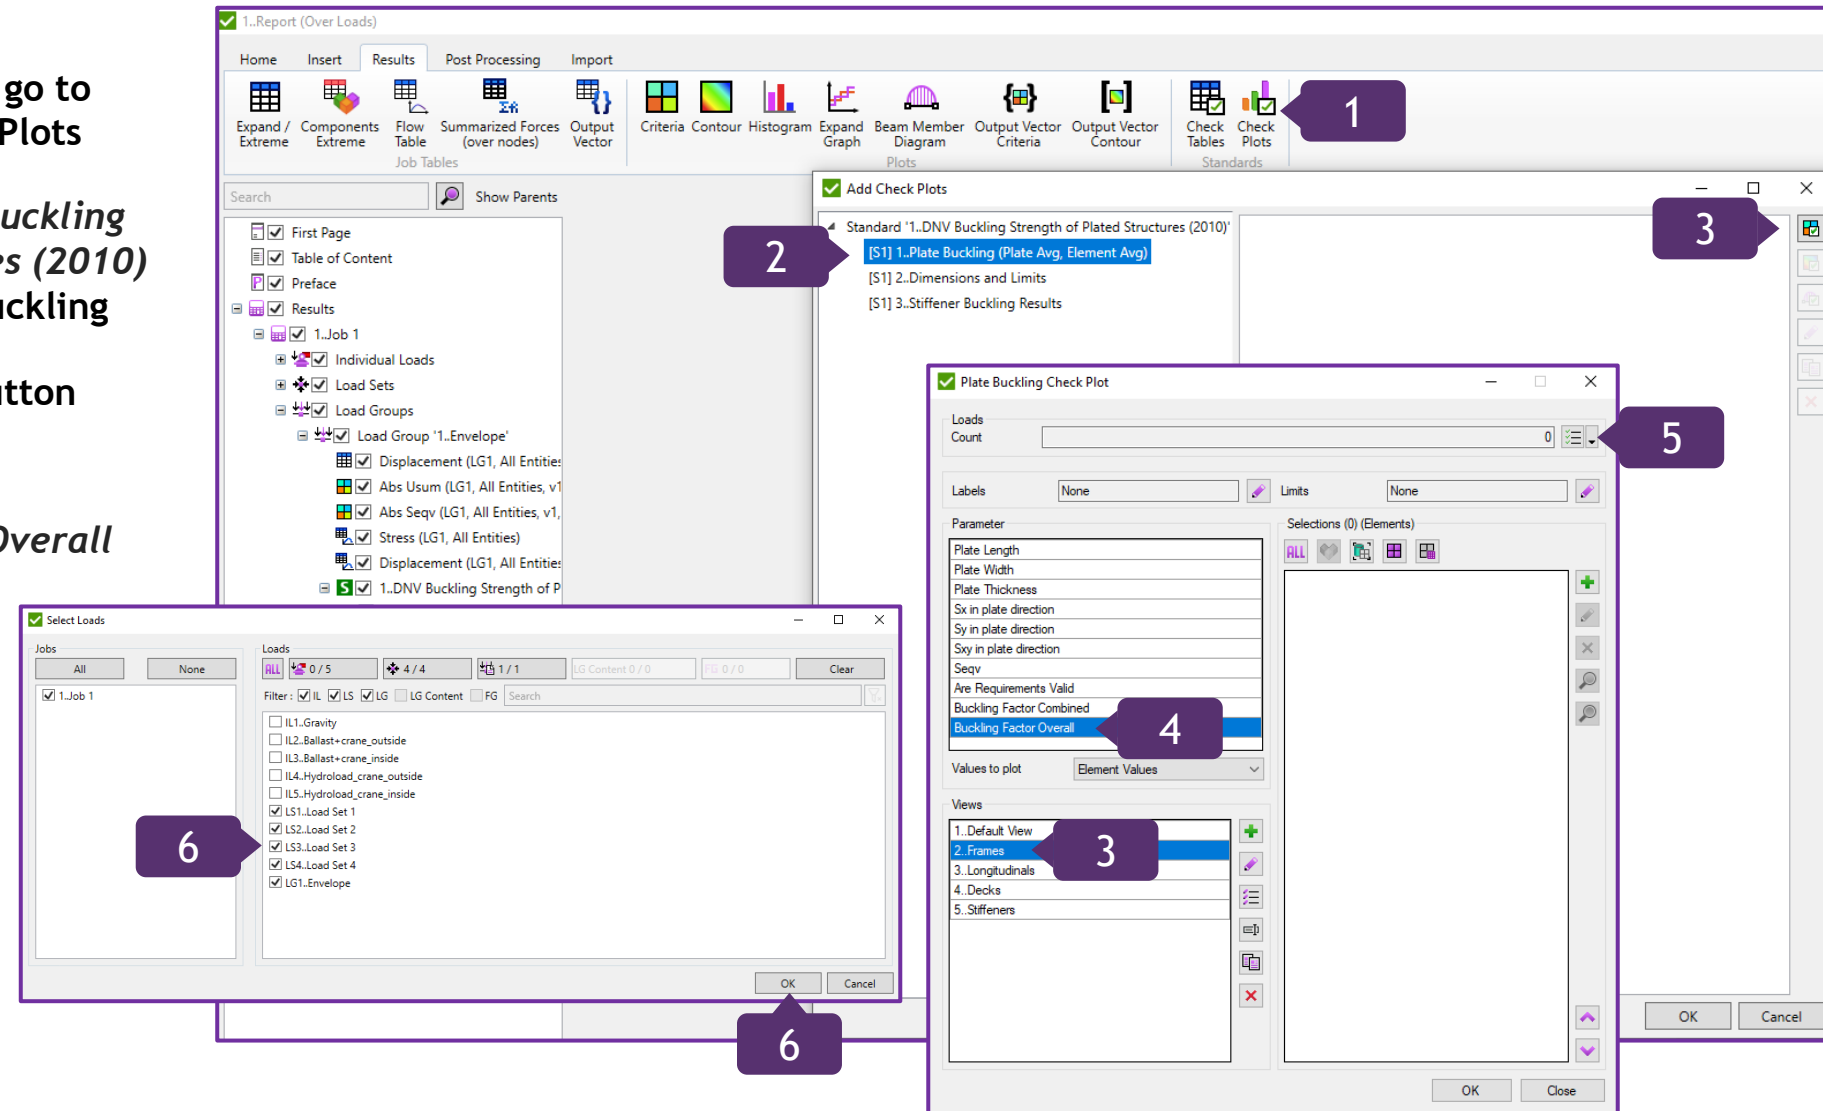 go to
Plots
uckling
es (2010)
uckling
utton
Overall
1..Report (Over Loads)
Home Insert Results Post Processing Import
Expand / Extreme
Components Extreme
Flow Table
Summarized Forces (over nodes)
Output Vector
Job Tables
Criteria Contour Histogram
Expand Graph
Beam Member Diagram
Output Vector Criteria
Output Vector Contour
Plots
Check Tables
Check Plots
Standards
1
Search
Show Parents
First Page
Table of Content
Preface
Results
1..Job 1
Individual Loads
Load Sets
Load Groups
Load Group '1..Envelope'
Displacement (LG1, All Entities
Abs Usum (LG1, All Entities, v1
Abs Seqv (LG1, All Entities, v1,
Stress (LG1, All Entities)
Displacement (LG1, All Entities
1..DNV Buckling Strength of P
Add Check Plots
Standard '1..DNV Buckling Strength of Plated Structures (2010)'
[S1] 1..Plate Buckling (Plate Avg, Element Avg)
[S1] 2..Dimensions and Limits
[S1] 3..Stiffener Buckling Results
2
3
OK Cancel
Plate Buckling Check Plot
Loads
Count 0
5
Labels None
Limits None
Parameter
Plate Length
Plate Width
Plate Thickness
Sx in plate direction
Sy in plate direction
Sxy in plate direction
Seqv
Are Requirements Valid
Buckling Factor Combined
Buckling Factor Overall
4
Values to plot Element Values
Views
1..Default View
2..Frames
3..Longitudinals
4..Decks
5..Stiffeners
3
Selections (0) (Elements)
ALL
OK Close
Select Loads
Jobs
All None
1..Job 1
Loads
ALL 0 / 5 4 / 4 1 / 1 LG Content 0 / 0 FG 0 / 0 Clear
Filter : IL LS LG LG Content FG Search
IL1..Gravity
IL2..Ballast+crane_outside
IL3..Ballast+crane_inside
IL4..Hydroload_crane_outside
IL5..Hydroload_crane_inside
LS1..Load Set 1
LS2..Load Set 2
LS3..Load Set 3
LS4..Load Set 4
LG1..Envelope
6
OK Cancel
6